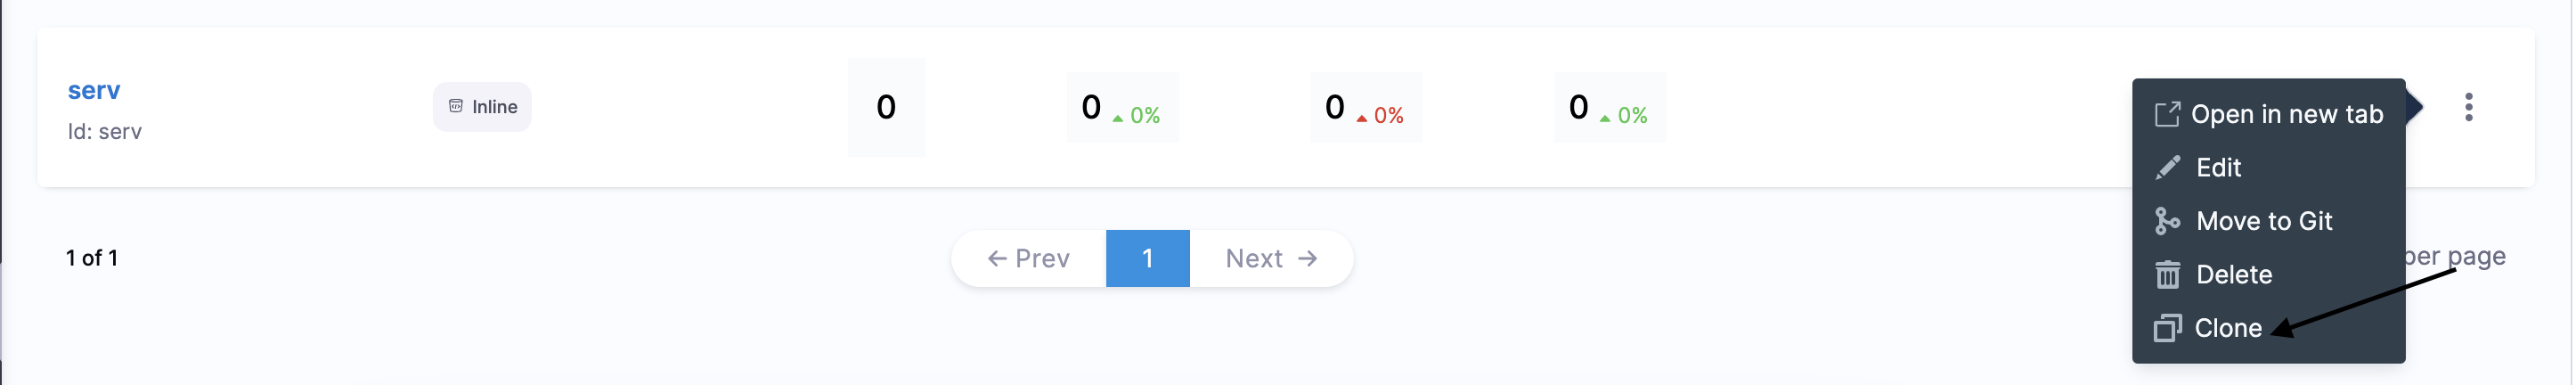 serv
Id: serv
Inline
0
0 0%
0 0%
0 0%
Open in new tab
Edit
Move to Git
Delete
Clone
1 of 1
Prev
1
Next
per page